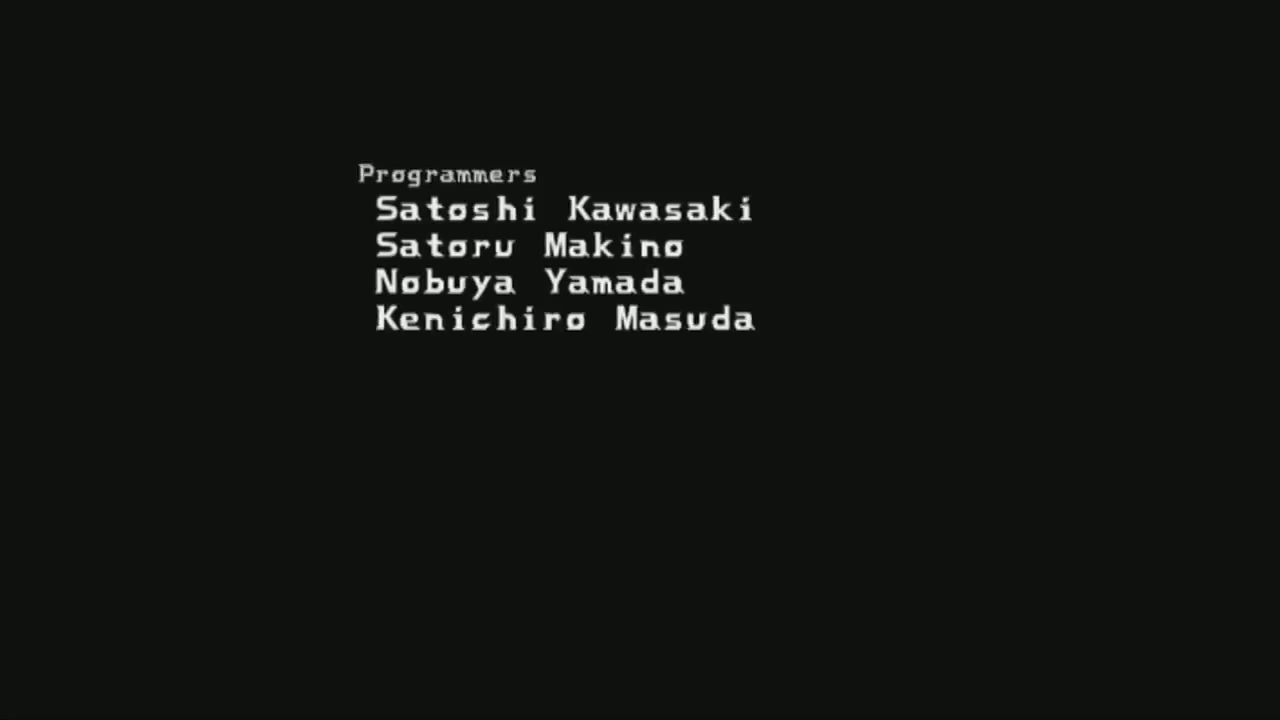 Programmers
Satoshi Kawasaki
Satoru Makino
Nobuya Yamada
Kenichiro Masuda